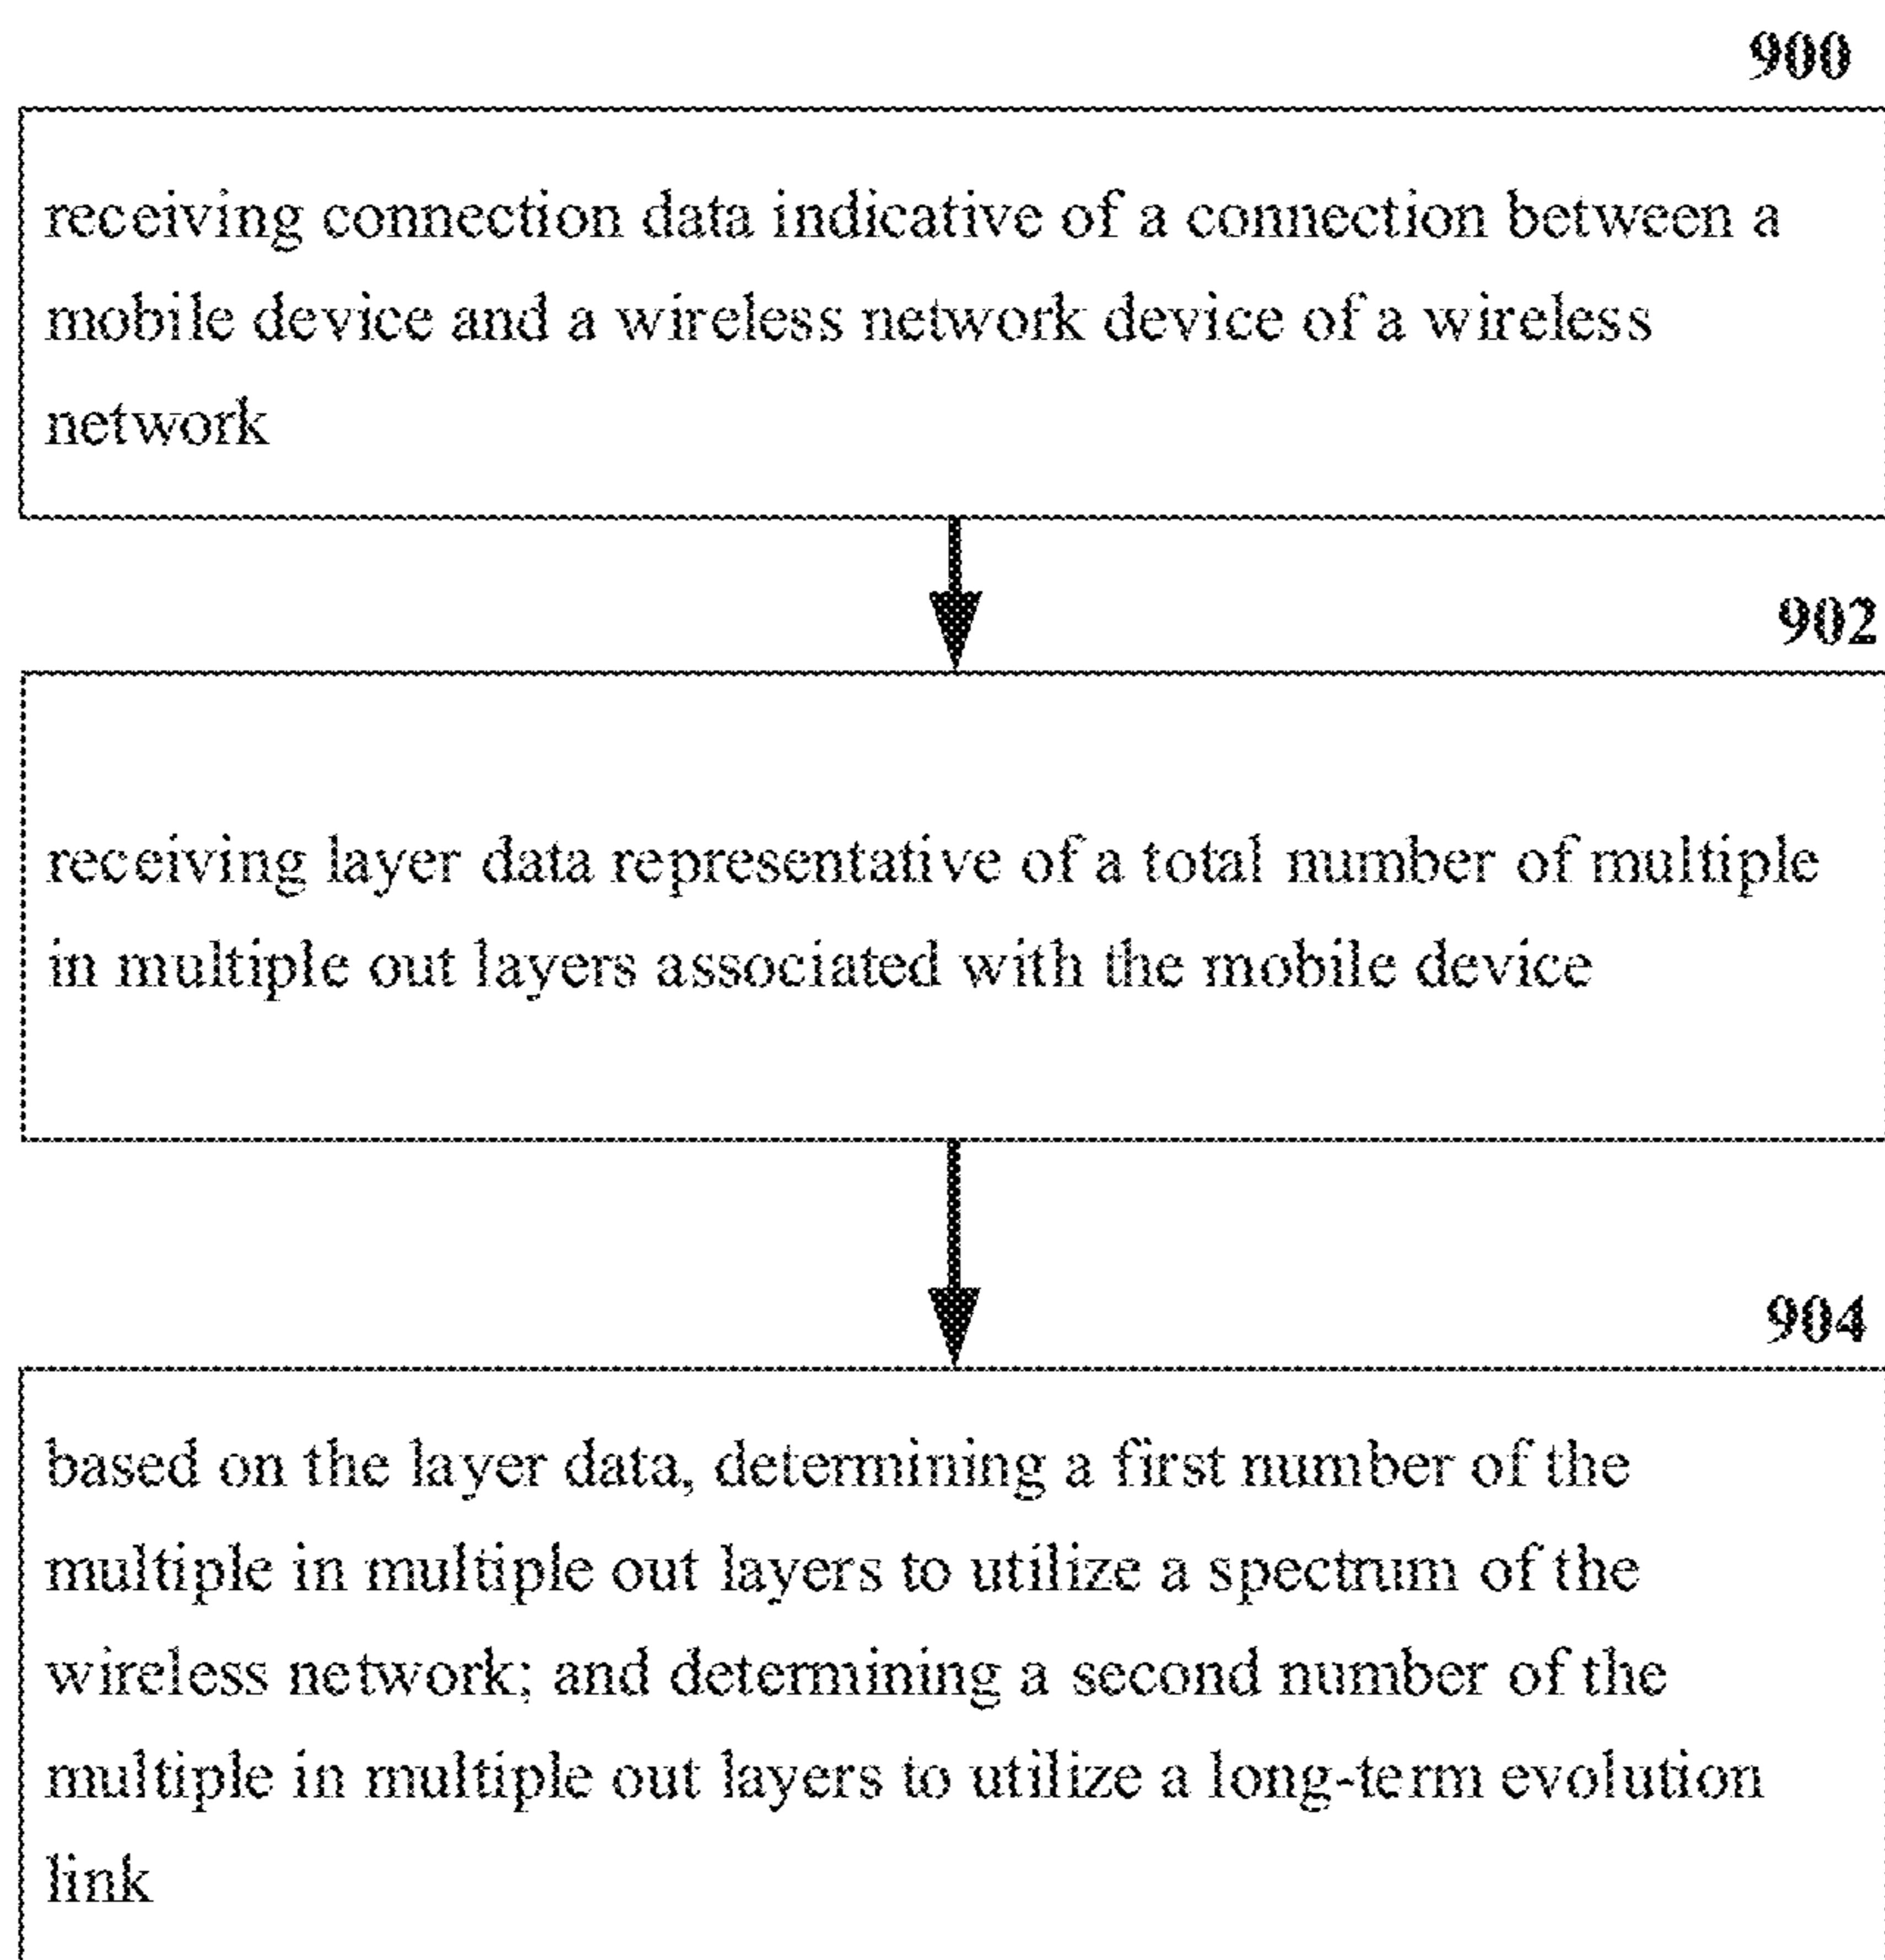 900
receiving connection data indicative of a connection between a
mobile device and a wireless network device of a wireless
network
902
receiving layer data representative of a total number of multiple
in multiple out layers associated with the mobile device
904
based on the layer data, determining a first number of the
multiple in multiple out layers to utilize a spectrum of the
wireless network; and determining a second number of the
multiple in multiple out layers to utilize a long-term evolution
link